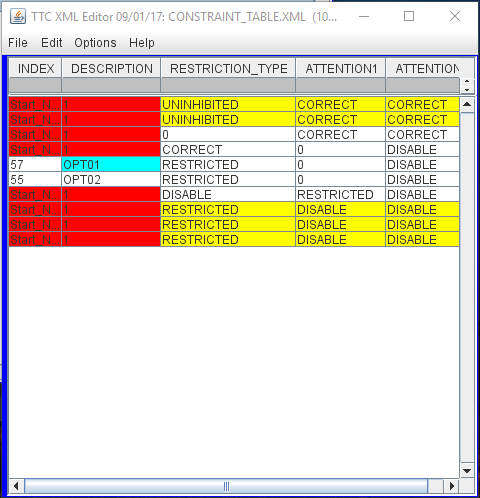 TTC XML Editor 09/01/17: CONSTRAINT_TABLE.XML (10...
File Edit Options Help
INDEX DESCRIPTION RESTRICTION_TYPE ATTENTION1 ATTENTION
Start_N... 1 UNINHIBITED CORRECT CORRECT
Start_N... 1 UNINHIBITED CORRECT CORRECT
Start_N... 1 0 CORRECT CORRECT
Start_N... 1 CORRECT 0 DISABLE
57 OPT01 RESTRICTED 0 DISABLE
55 OPT02 RESTRICTED 0 DISABLE
Start_N... 1 DISABLE RESTRICTED DISABLE
Start_N... 1 RESTRICTED DISABLE DISABLE
Start_N... 1 RESTRICTED DISABLE DISABLE
Start_N... 1 RESTRICTED DISABLE DISABLE